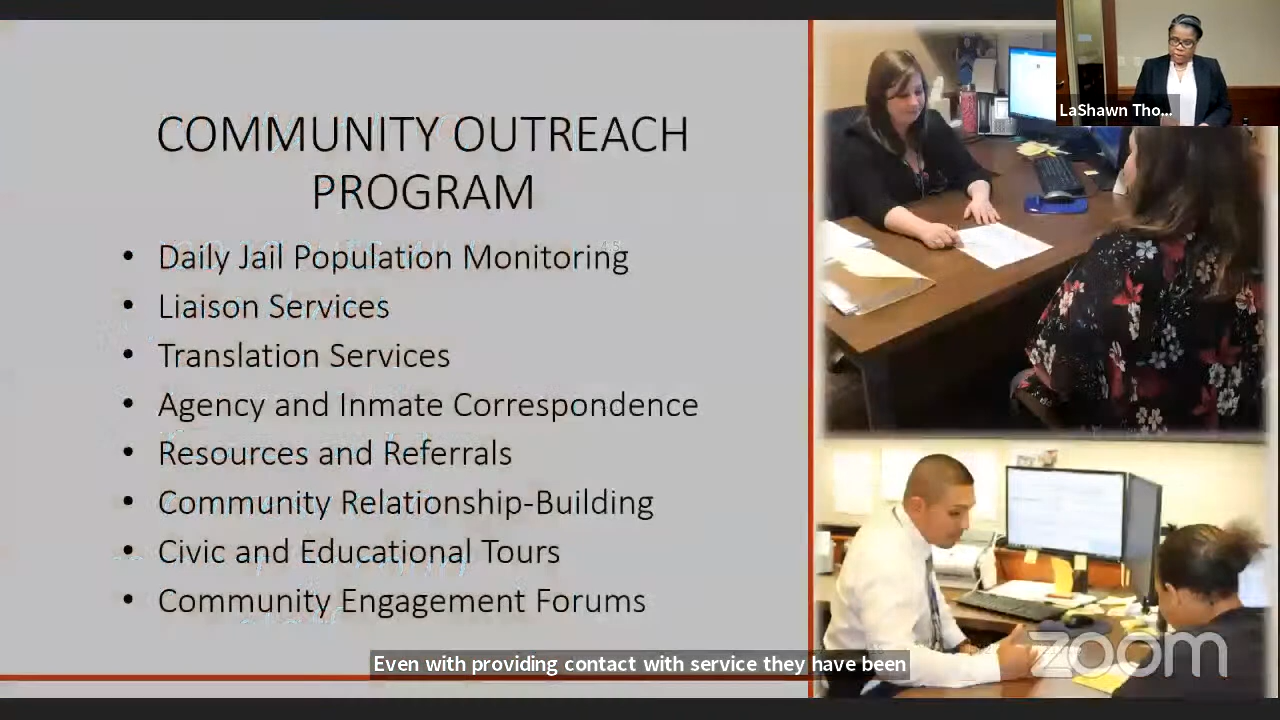 LaShawn Tho...
COMMUNITY OUTREACH
PROGRAM
• Daily Jail Population Monitoring
• Liaison Services
• Translation Services
• Agency and Inmate Correspondence
• Resources and Referrals
• Community Relationship-Building
• Civic and Educational Tours
• Community Engagement Forums
Even with providing contact with service they have been
zoom